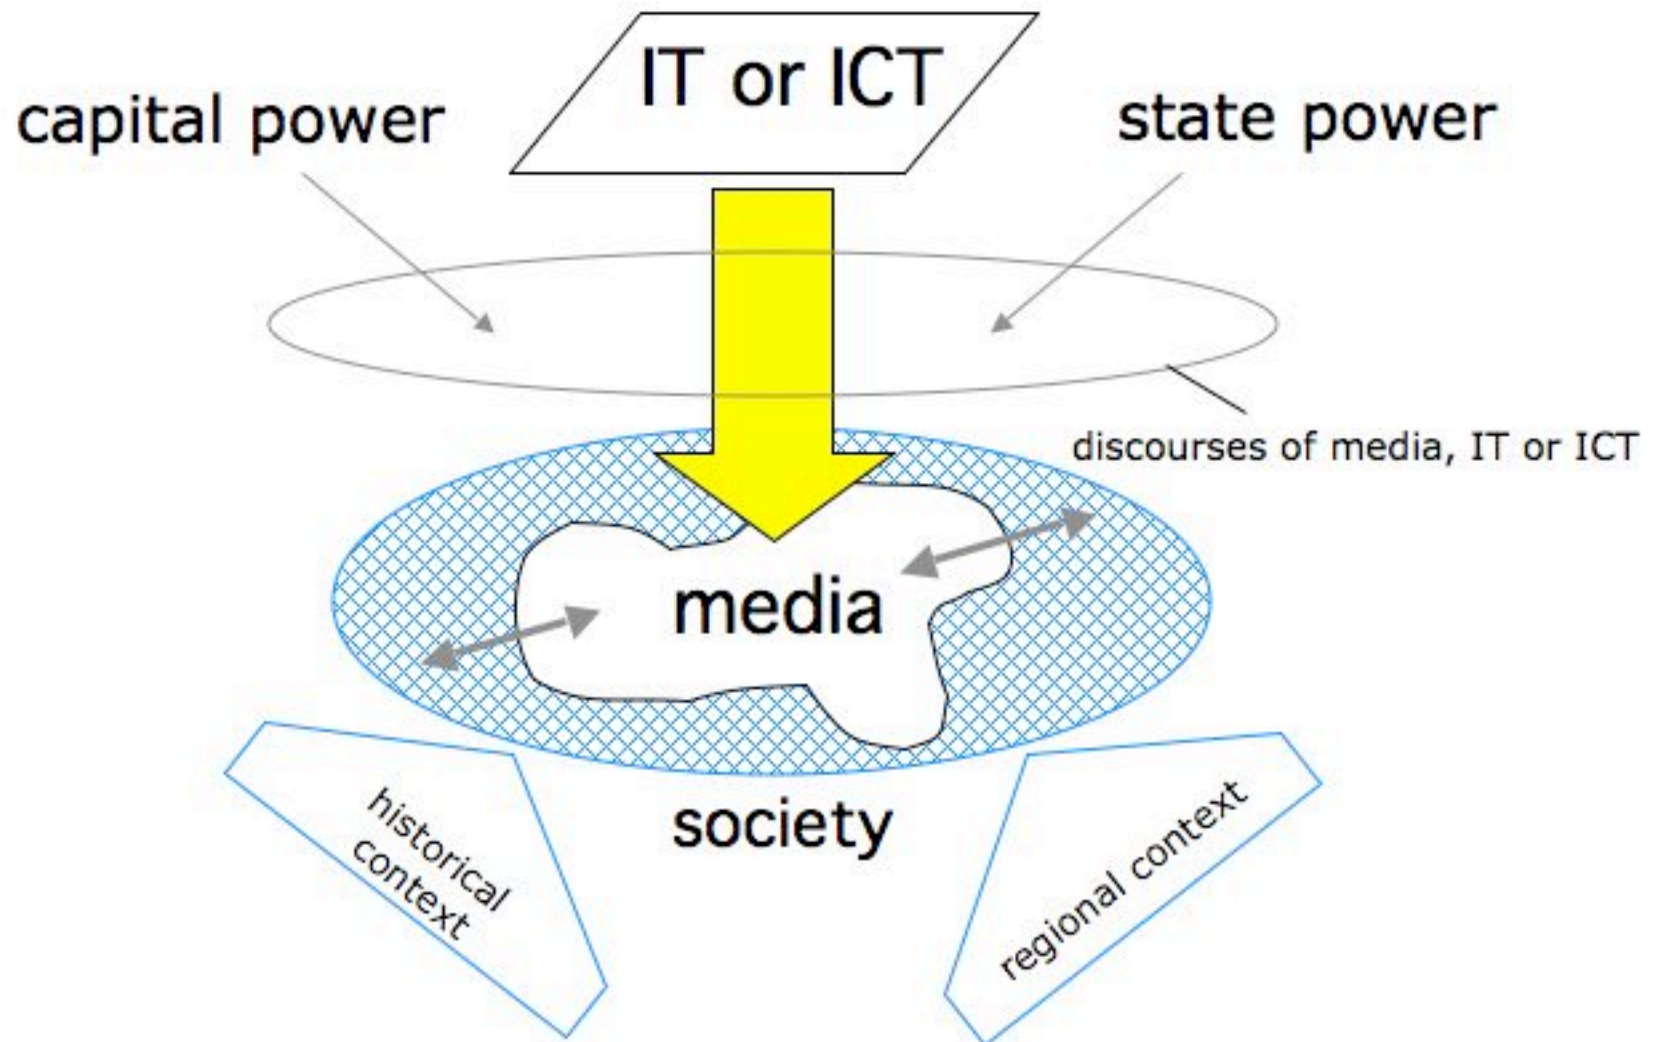 IT or ICT
capital power
state power
discourses of media, IT or ICT
media
society
historical
context
regional context